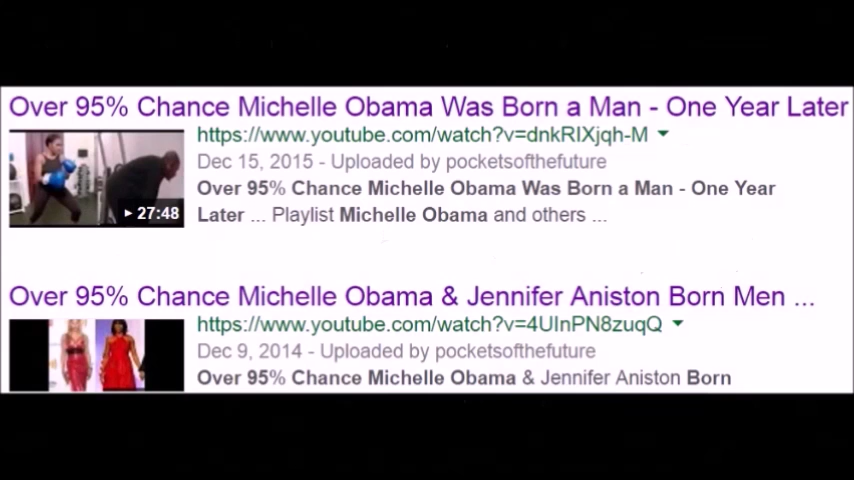 Over 95% Chance Michelle Obama Was Born a Man - One Year Later
https://www.youtube.com/watch?v=dnkRIXjqh-M
Dec 15, 2015 - Uploaded by pocketsofthefuture
Over 95% Chance Michelle Obama Was Born a Man - One Year
Later ... Playlist Michelle Obama and others ...
27:48
Over 95% Chance Michelle Obama & Jennifer Aniston Born Men ...
https://www.youtube.com/watch?v=4UInPN8zuqQ
Dec 9, 2014 - Uploaded by pocketsofthefuture
Over 95% Chance Michelle Obama & Jennifer Aniston Born